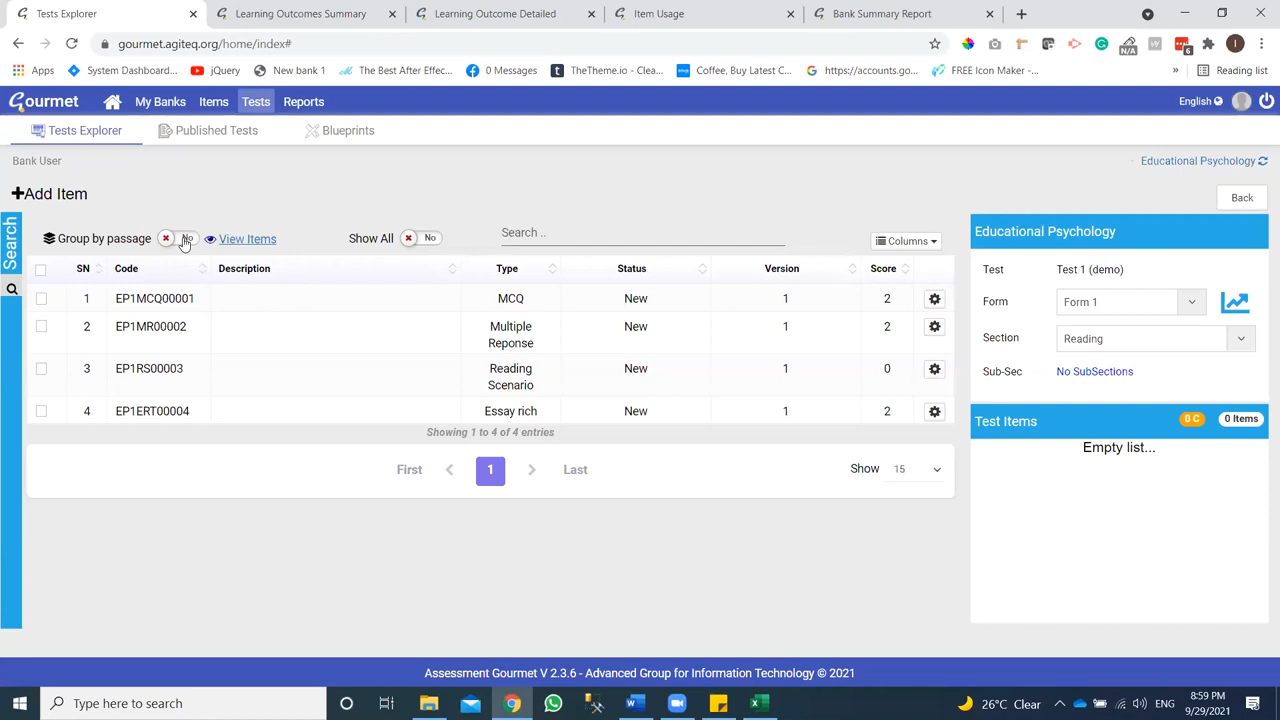 Tests Explorer
Learning Outcomes Summary
Learning Outcome Detailed
Item Usage
Bank Summary Report
gourmet.agiteq.org/home/index#
N/A
6
I
Apps
System Dashboard...
jQuery
New bank 1
The Best After Effec...
0 Messages
TheTheme.io - Clea...
Coffee, Buy Latest C...
https://accounts.go...
FREE Icon Maker -...
»
Reading list
Gourmet
My Banks
Items
Tests
Reports
English
Tests Explorer
Published Tests
Blueprints
Bank User
Educational Psychology
Add Item
Back
Search
Group by passage
No
View Items
Show All
No
Search ..
Columns
SN
Code
Description
Type
Status
Version
Score
1 EP1MCQ00001 MCQ New 1 2
2 EP1MR00002 Multiple Reponse New 1 2
3 EP1RS00003 Reading Scenario New 1 0
4 EP1ERT00004 Essay rich New 1 2
Showing 1 to 4 of 4 entries
First
1
Last
Show
15
Educational Psychology
Test
Test 1 (demo)
Form
Form 1
Section
Reading
Sub-Sec
No SubSections
Test Items
0 C
0 Items
Empty list...
Assessment Gourmet V 2.3.6 - Advanced Group for Information Technology © 2021
Type here to search
26°C Clear
ENG
8:59 PM
9/29/2021